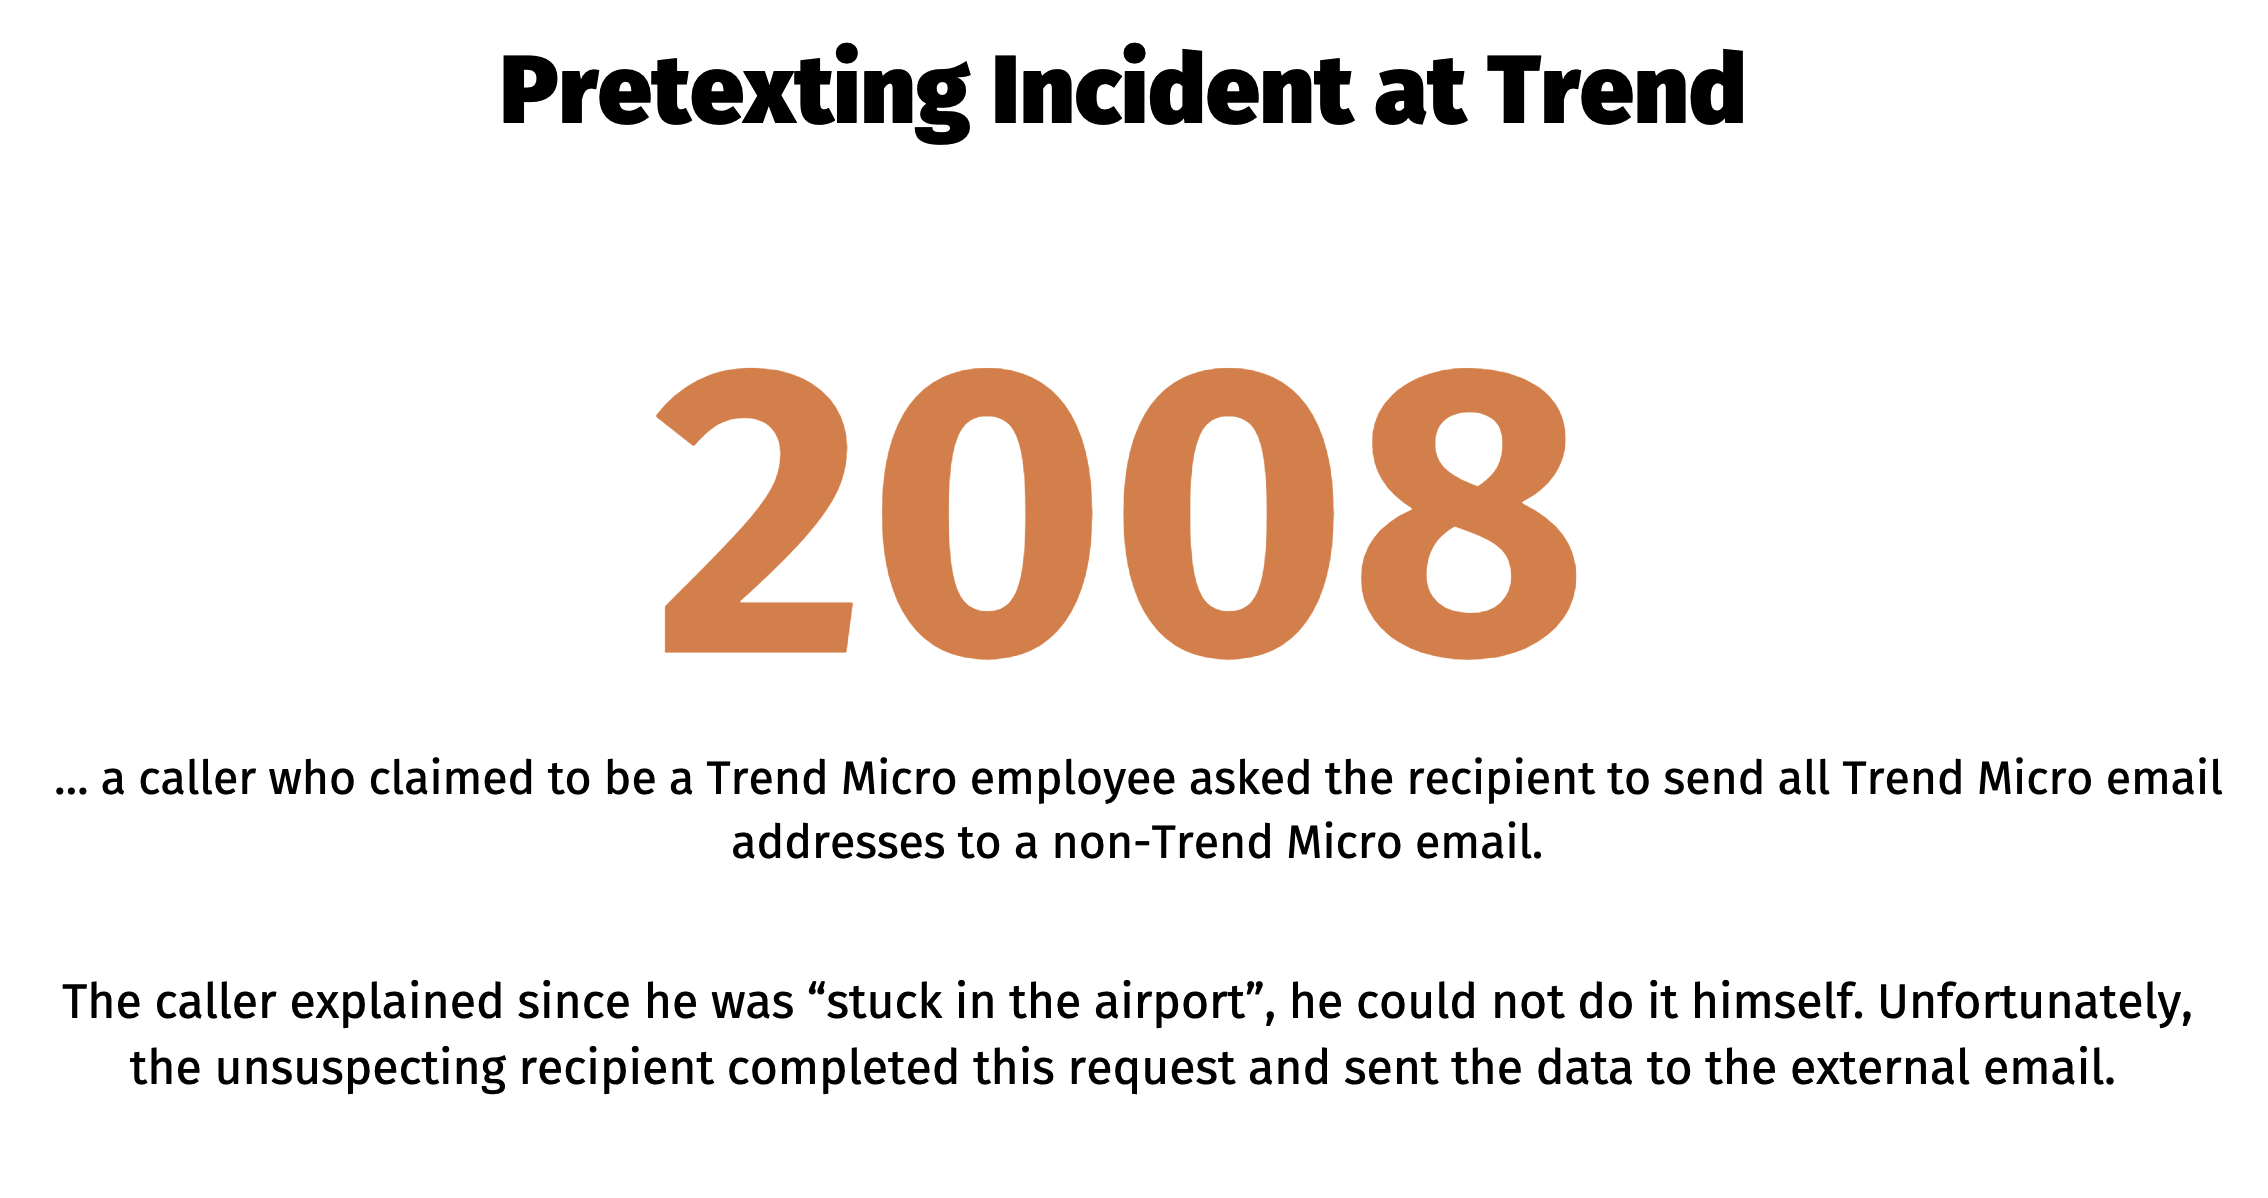 Pretexting Incident at Trend
2008
... a caller who claimed to be a Trend Micro employee asked the recipient to send all Trend Micro email
addresses to a non-Trend Micro email.
The caller explained since he was “stuck in the airport”, he could not do it himself. Unfortunately,
the unsuspecting recipient completed this request and sent the data to the external email.